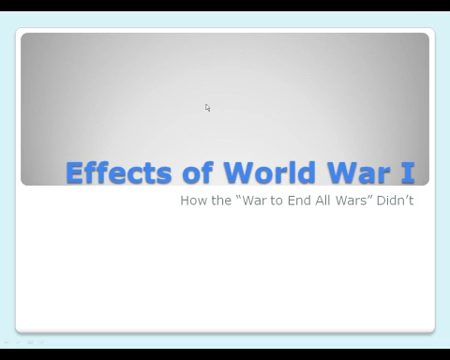 Effects of World War I
How the “War to End All Wars” Didn’t